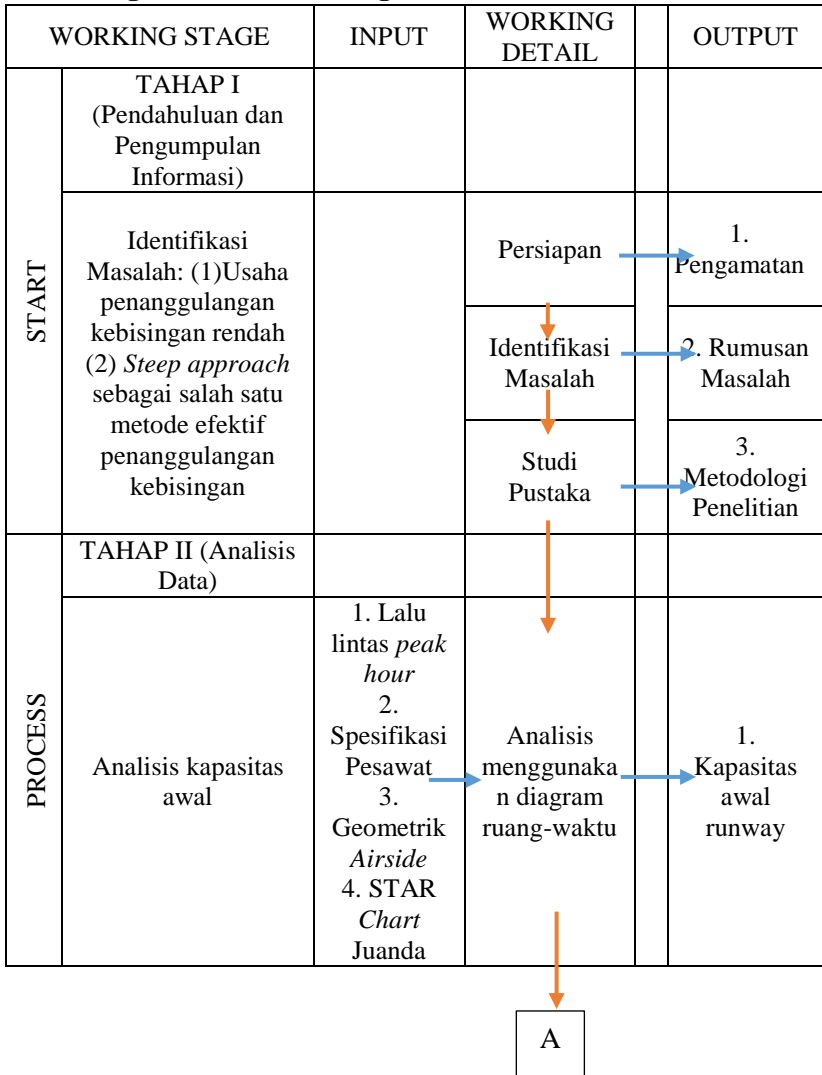 WORKING STAGE
INPUT
WORKING
DETAIL
OUTPUT
START
TAHAP I
(Pendahuluan dan
Pengumpulan
Informasi)
Identifikasi
Masalah: (1)Usaha
penanggulangan
kebisingan rendah
(2) Steep approach
sebagai salah satu
metode efektif
penanggulangan
kebisingan
Persiapan
1.
Pengamatan
Identifikasi
Masalah
2. Rumusan
Masalah
Studi
Pustaka
3.
Metodologi
Penelitian
PROCESS
TAHAP II (Analisis
Data)
Analisis kapasitas
awal
1. Lalu
lintas peak
hour
2.
Spesifikasi
Pesawat
3.
Geometrik
Airside
4. STAR
Chart
Juanda
Analisis
menggunaka
n diagram
ruang-waktu
1.
Kapasitas
awal
runway
A